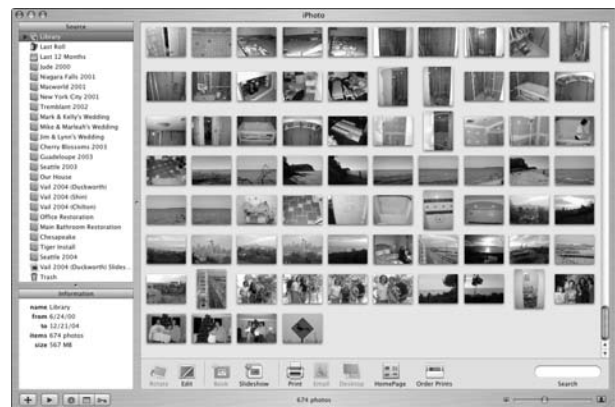 iPhoto
Source
Library
Last Roll
Last 12 Months
Jude 2000
Niagara Falls 2001
Macworld 2001
New York City 2001
Tremblant 2002
Mark & Kelly's Wedding
Mike & Marleah's Wedding
Jim & Lynn's Wedding
Cherry Blossoms 2003
Guadeloupe 2003
Seattle 2003
Our House
Vail 2004 (Duckworth)
Vail 2004 (Shin)
Vail 2004 (Chilton)
Office Restoration
Main Bathroom Restoration
Chesapeake
Tiger Install
Seattle 2004
Vail 2004 (Duckworth) Slides...
Trash
Information
name Library
from 6/24/00
to 12/21/04
items 674 photos
size 567 MB
Rotate Edit Book Slideshow Print Email Desktop HomePage Order Prints Search
674 photos